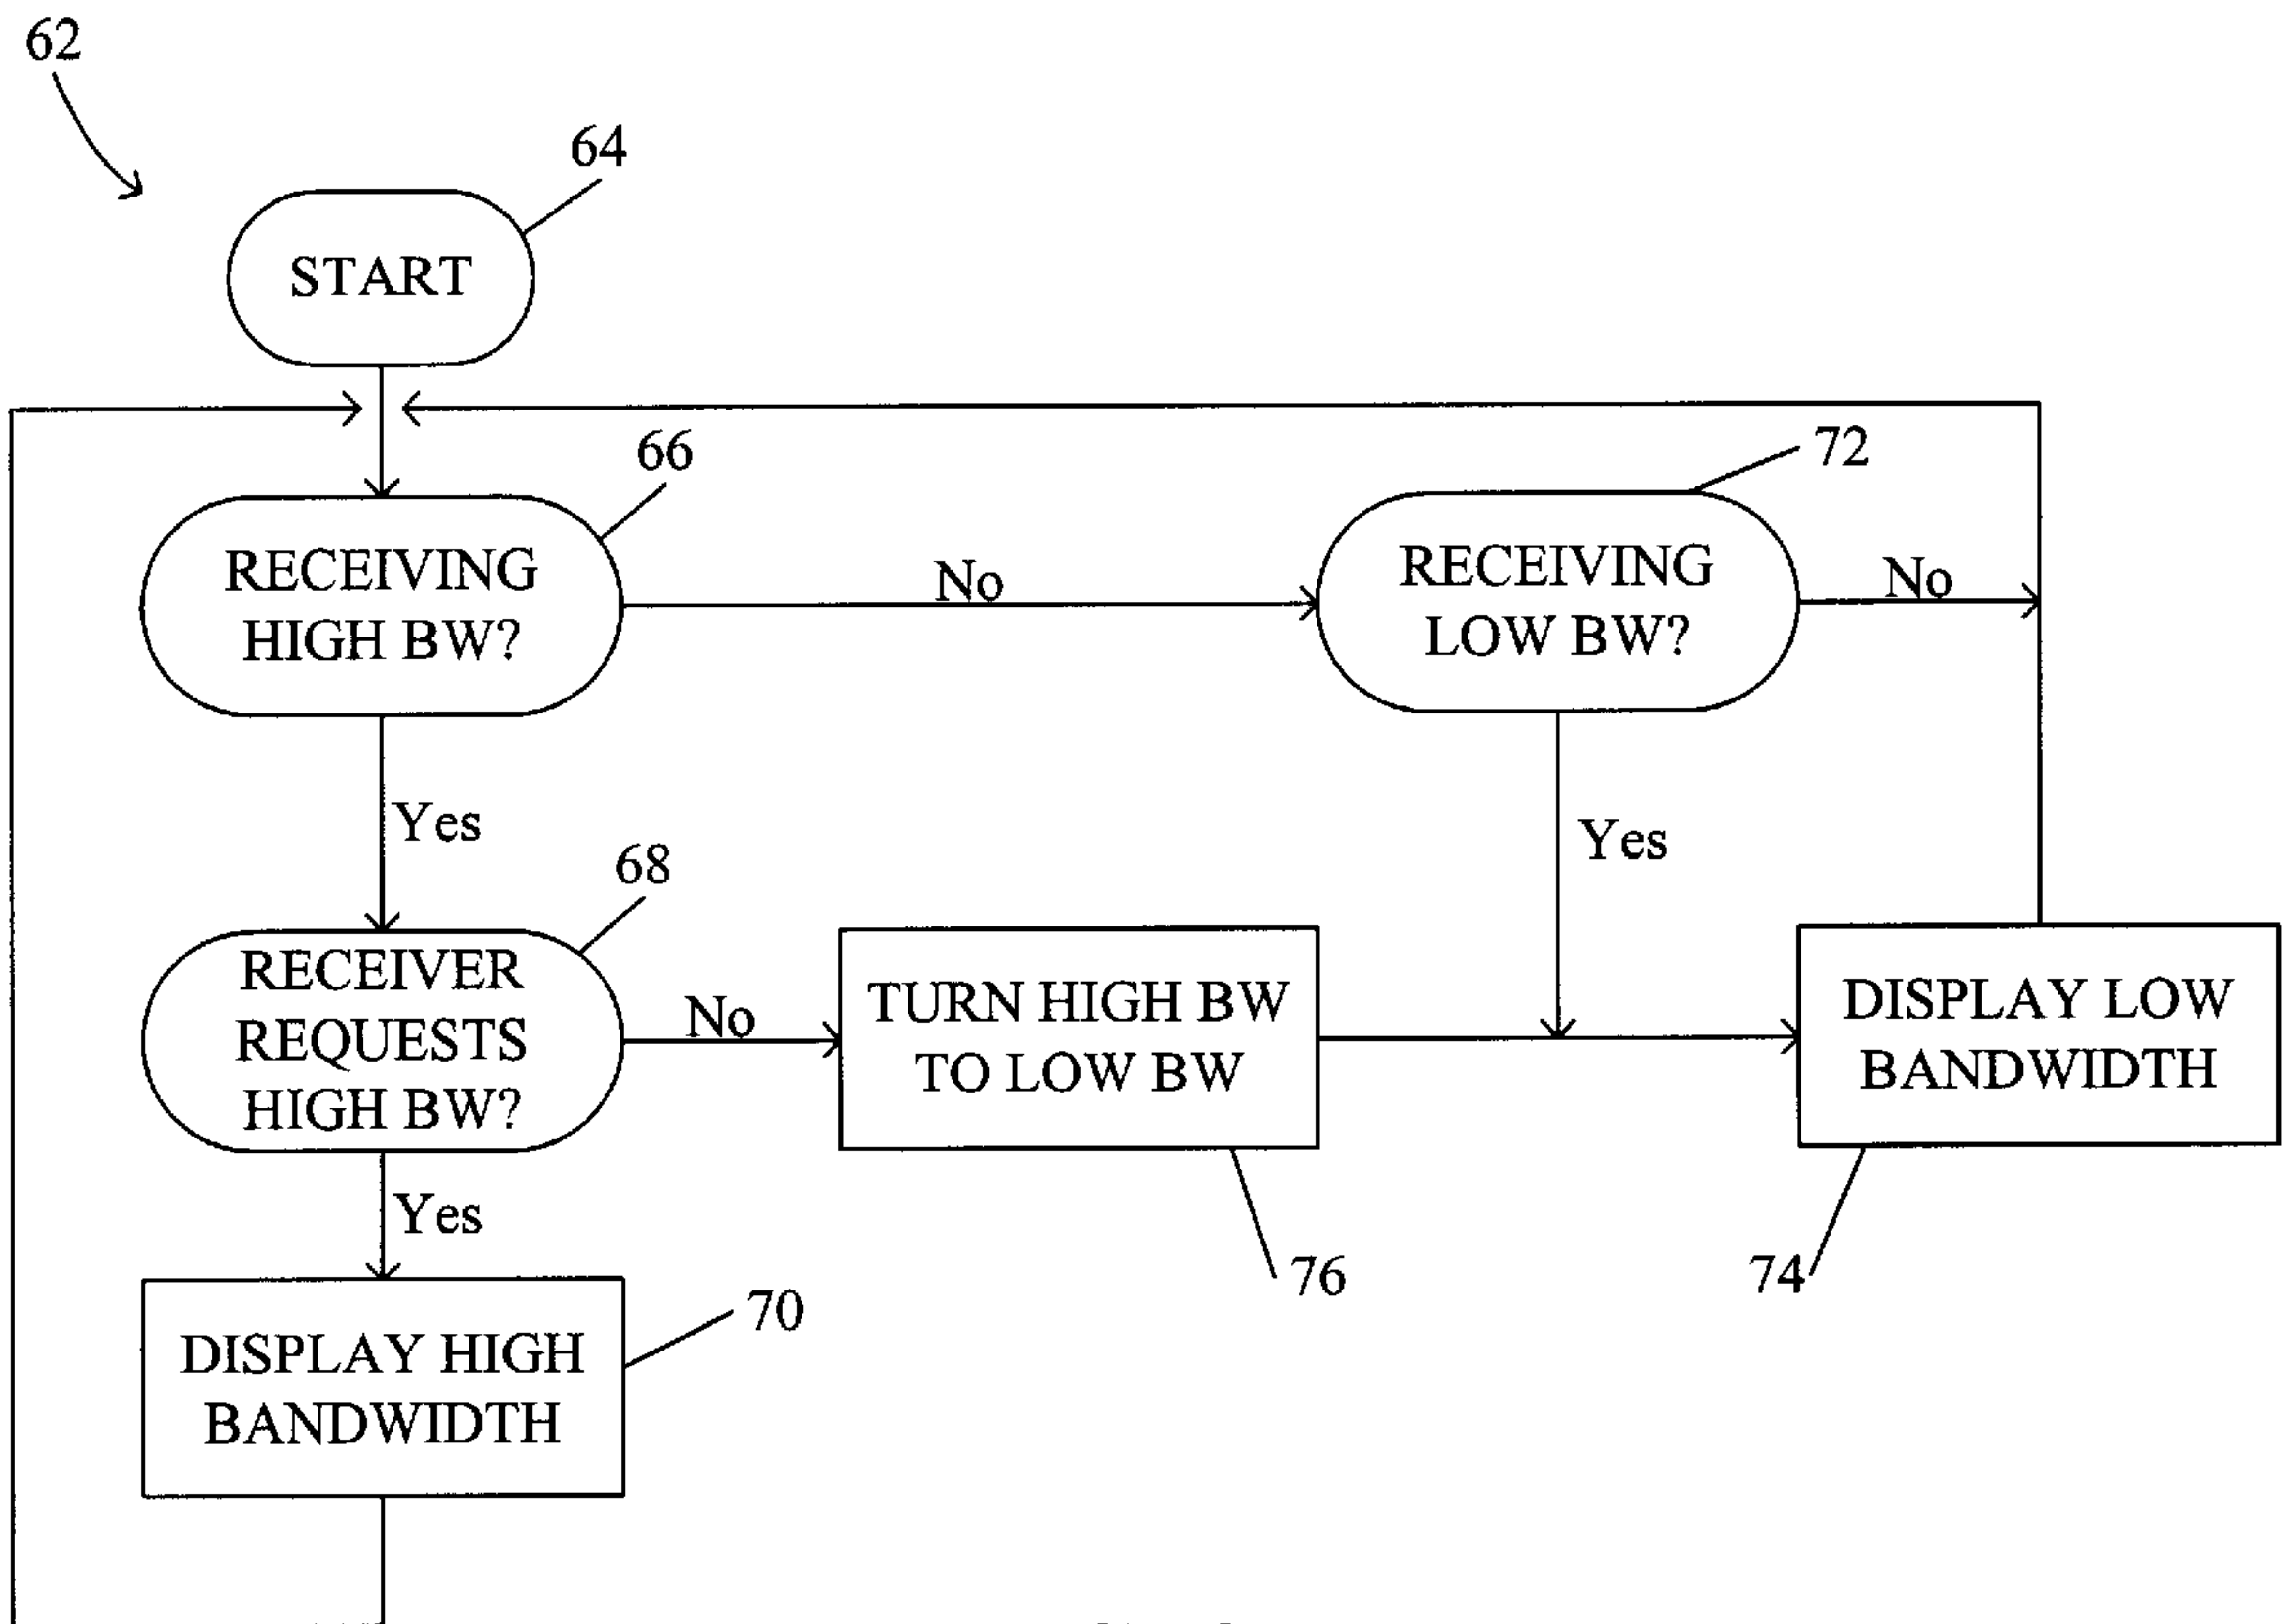 62
64
START
66
72
RECEIVING
HIGH BW?
No
RECEIVING
LOW BW?
No
Yes
Yes
68
RECEIVER
REQUESTS
HIGH BW?
No
TURN HIGH BW
TO LOW BW
DISPLAY LOW
BANDWIDTH
Yes
76
74
70
DISPLAY HIGH
BANDWIDTH